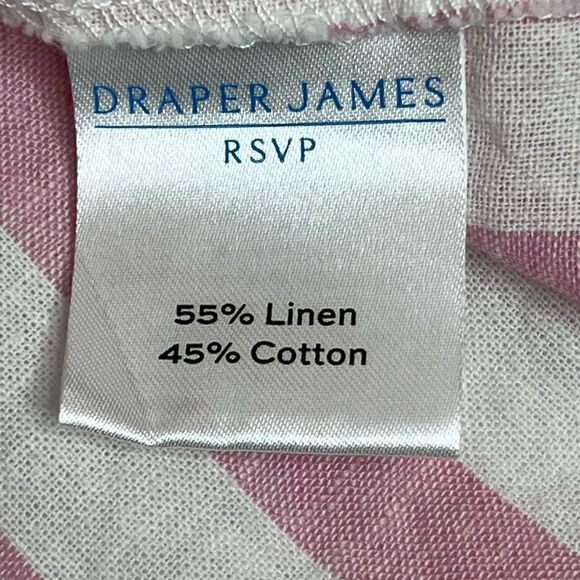 DRAPER JAMES
RSVP
55% Linen
45% Cotton